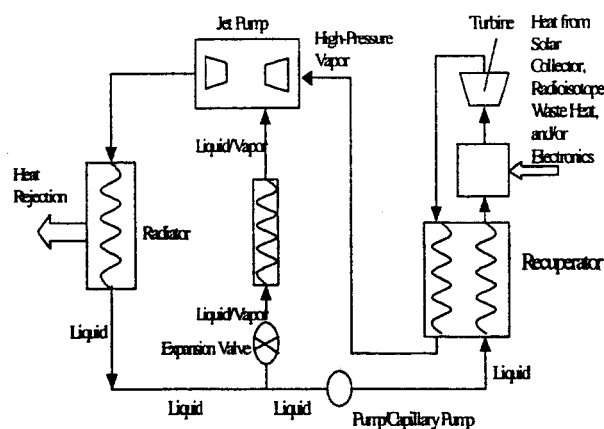 Jet Pump
High-Pressure
Vapor
Turbine
Heat from
Solar
Collector,
Radioisotope
Waste Heat,
and/or
Electronics
Liquid/Vapor
Heat
Rejection
Radiator
Recuperator
Liquid/Vapor
Expansion Valve
Liquid
Liquid
Liquid
Liquid
Pump/Capillary Pump